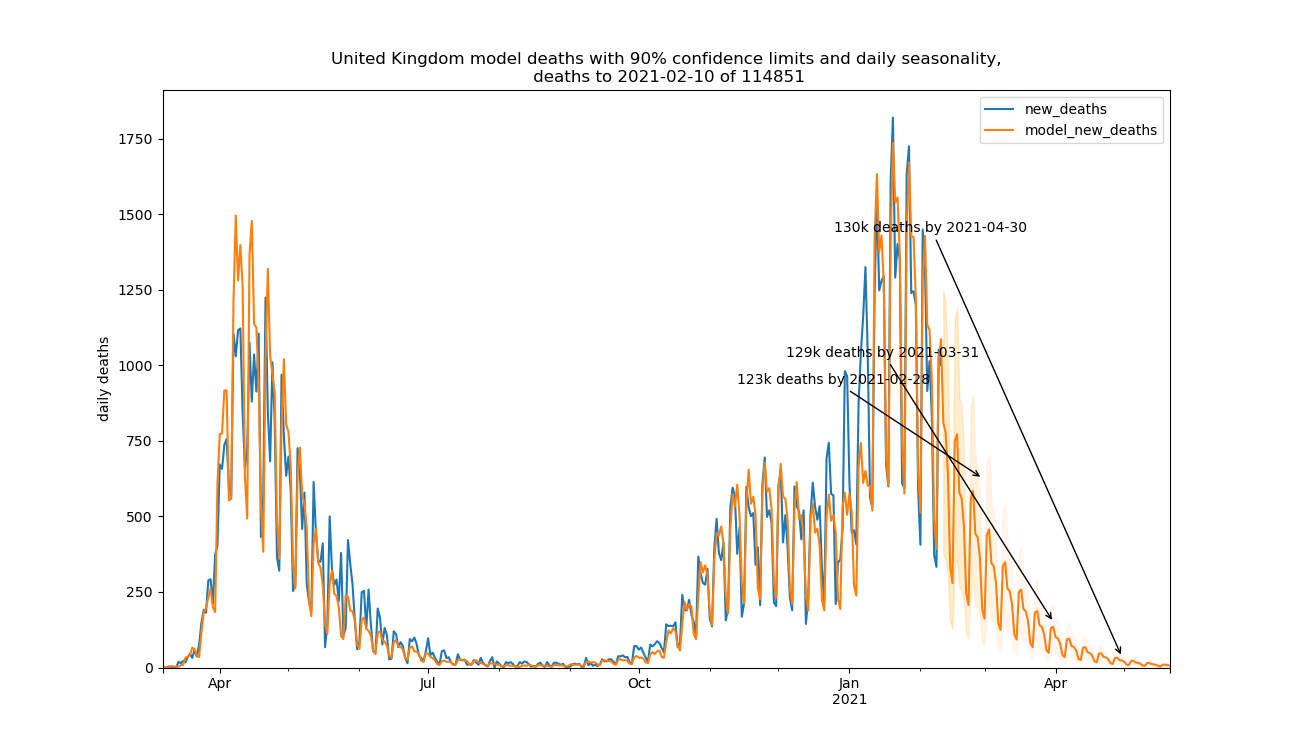 United Kingdom model deaths with 90% confidence limits and daily seasonality,
deaths to 2021-02-10 of 114851
new_deaths
model_new_deaths
daily deaths
1750
1500
1250
1000
750
500
250
0
130k deaths by 2021-04-30
129k deaths by 2021-03-31
123k deaths by 2021-02-28
Apr
Jul
Oct
Jan
2021
Apr